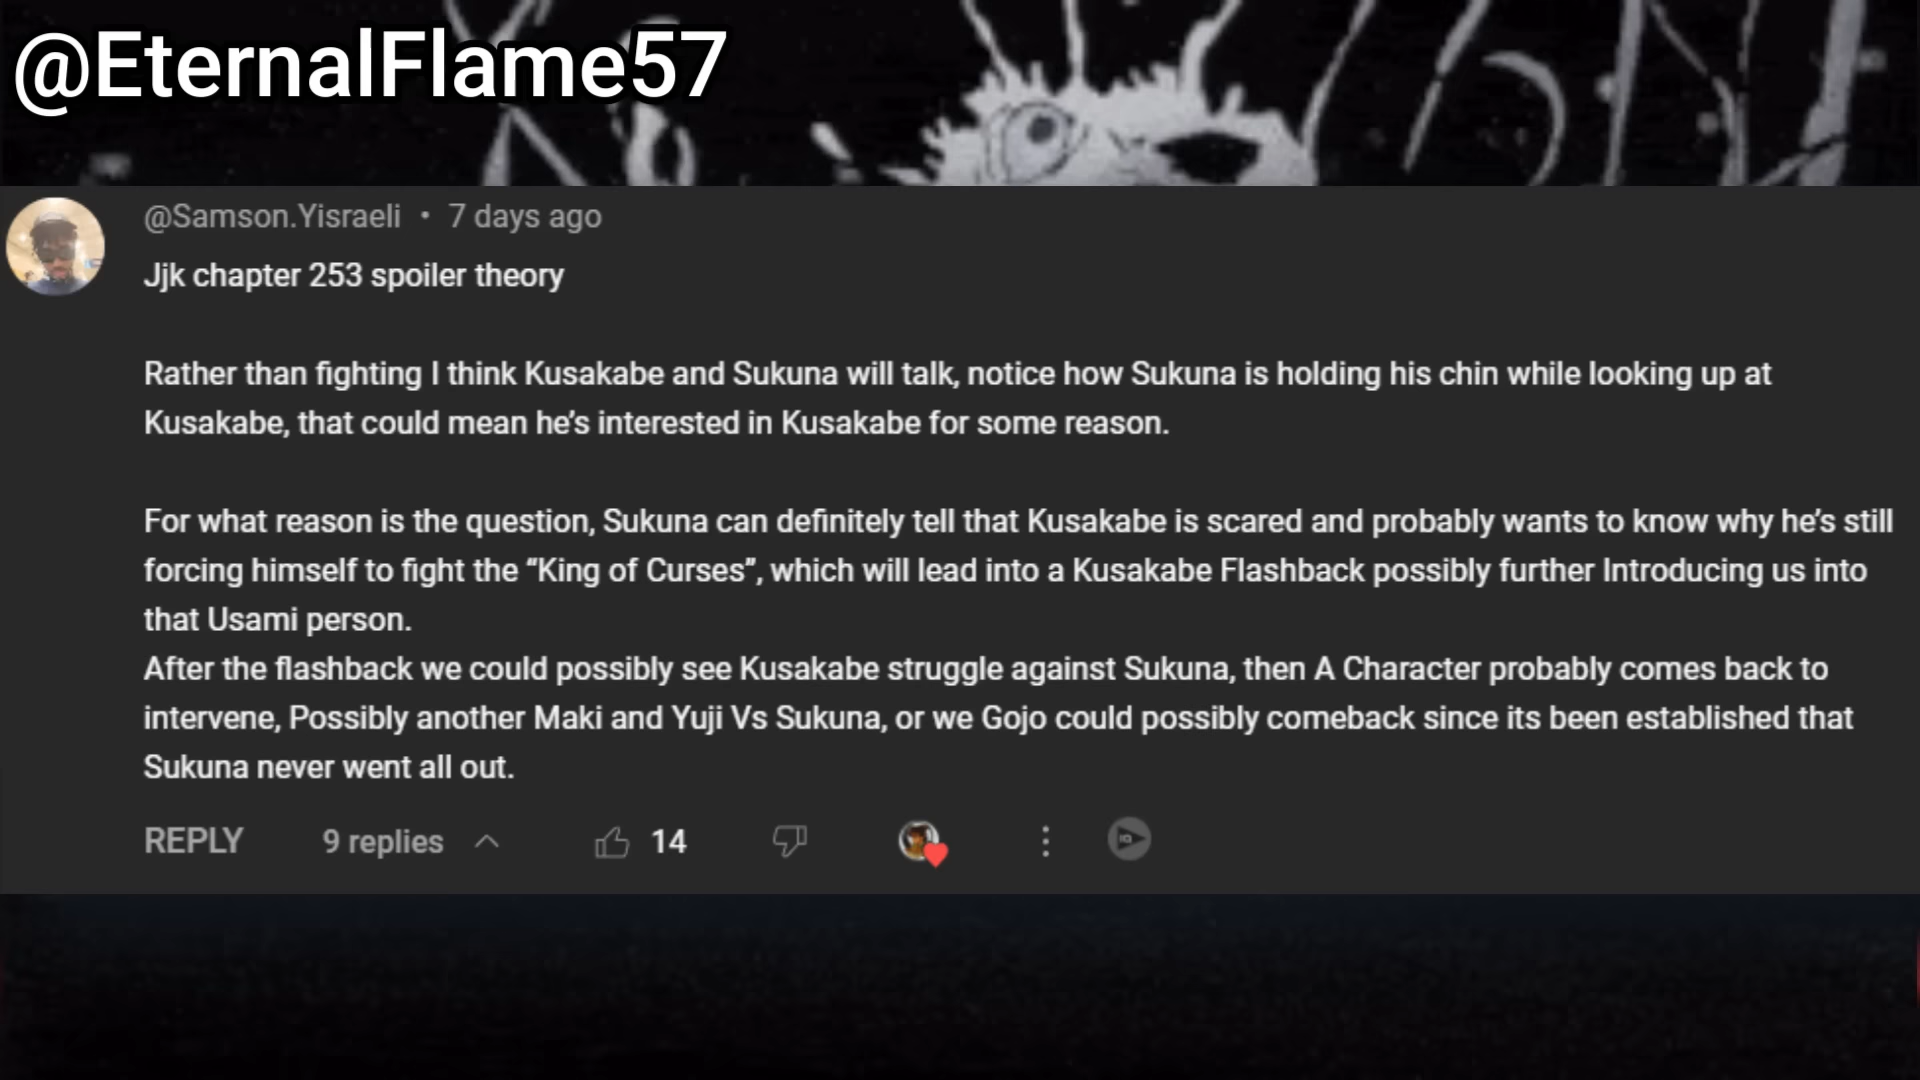 @EternalFlame57
@Samson.Yisraeli • 7 days ago
Jjk chapter 253 spoiler theory
Rather than fighting I think Kusakabe and Sukuna will talk, notice how Sukuna is holding his chin while looking up at
Kusakabe, that could mean he’s interested in Kusakabe for some reason.
For what reason is the question, Sukuna can definitely tell that Kusakabe is scared and probably wants to know why he’s still
forcing himself to fight the “King of Curses”, which will lead into a Kusakabe Flashback possibly further Introducing us into
that Usami person.
After the flashback we could possibly see Kusakabe struggle against Sukuna, then A Character probably comes back to
intervene, Possibly another Maki and Yuji Vs Sukuna, or we Gojo could possibly comeback since its been established that
Sukuna never went all out.
REPLY 9 replies 14